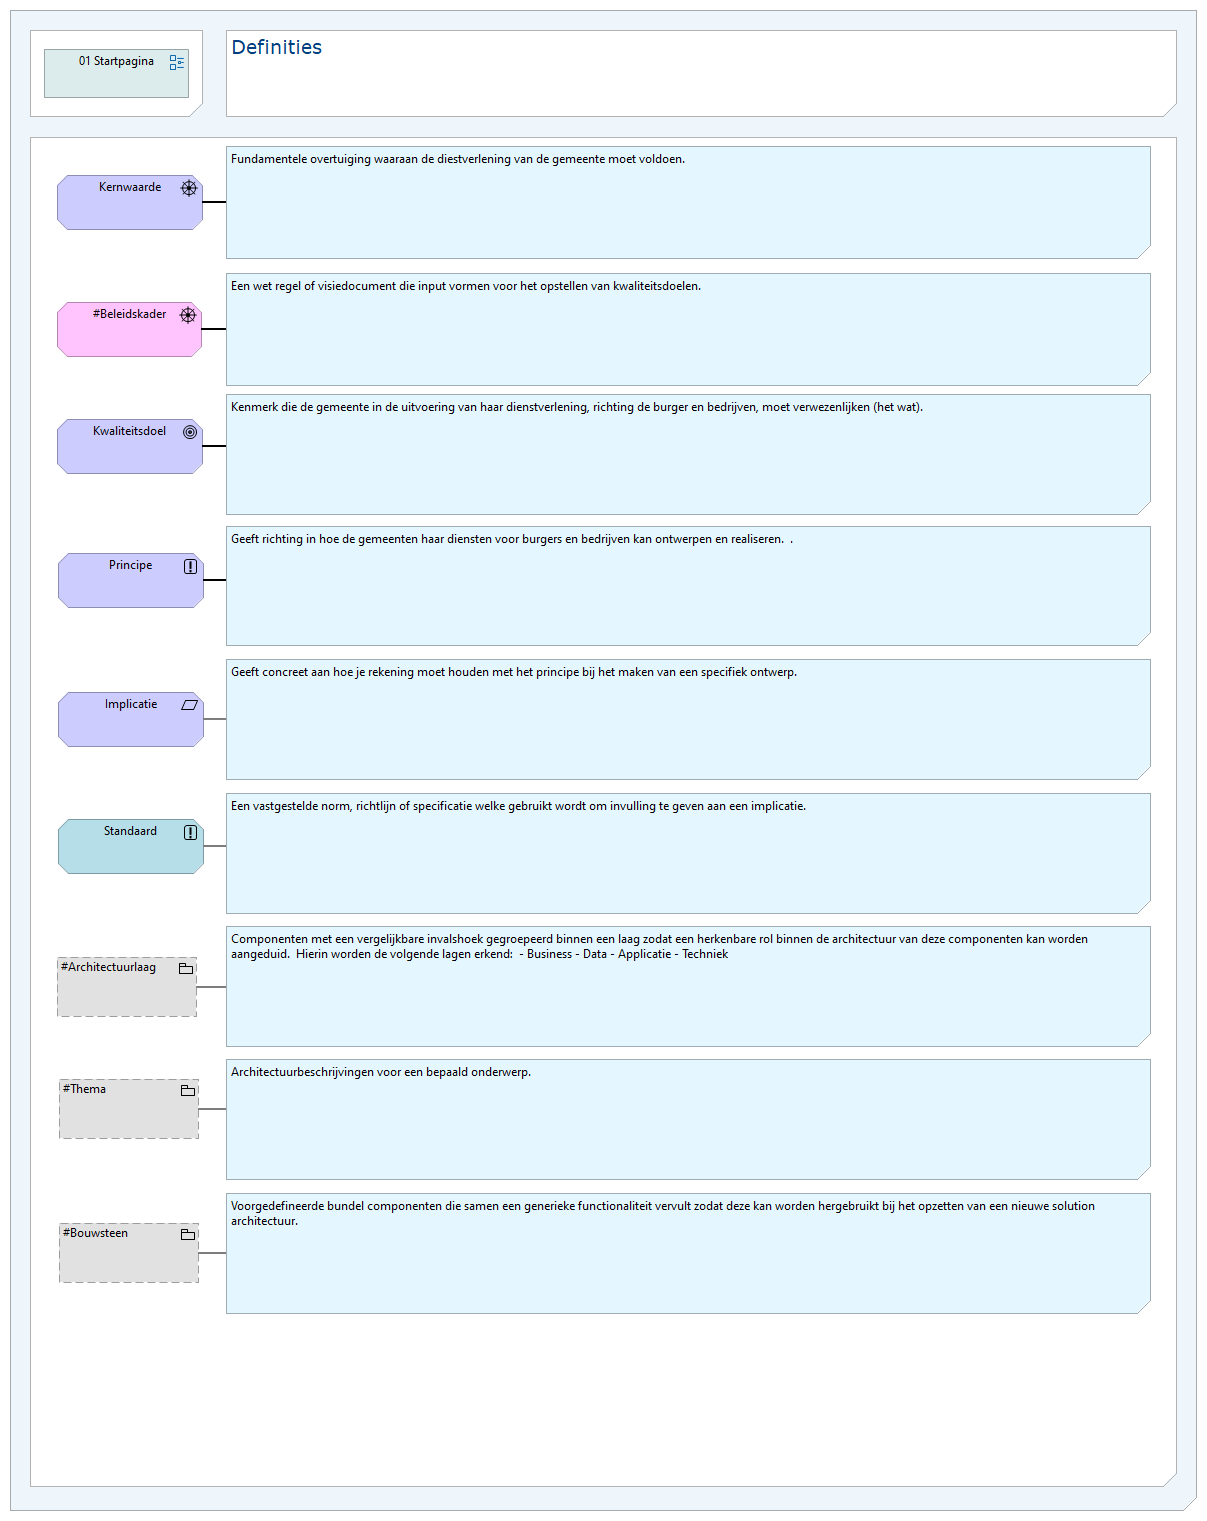 01 Startpagina
Definities
Kernwaarde
Fundamentele overtuiging waaraan de diestverlening van de gemeente moet voldoen.
#Beleidskader
Een wet regel of visiedocument die input vormen voor het opstellen van kwaliteitsdoelen.
Kwaliteitsdoel
Kenmerk die de gemeente in de uitvoering van haar dienstverlening, richting de burger en bedrijven, moet verwezenlijken (het wat).
Principe
Geeft richting in hoe de gemeenten haar diensten voor burgers en bedrijven kan ontwerpen en realiseren.  .
Implicatie
Geeft concreet aan hoe je rekening moet houden met het principe bij het maken van een specifiek ontwerp.
Standaard
Een vastgestelde norm, richtlijn of specificatie welke gebruikt wordt om invulling te geven aan een implicatie.
#Architectuurlaag
Componenten met een vergelijkbare invalshoek gegroepeerd binnen een laag zodat een herkenbare rol binnen de architectuur van deze componenten kan worden
aangeduid.  Hierin worden de volgende lagen erkend:  - Business - Data - Applicatie - Techniek
#Thema
Architectuurbeschrijvingen voor een bepaald onderwerp.
#Bouwsteen
Voorgedefineerde bundel componenten die samen een generieke functionaliteit vervult zodat deze kan worden hergebruikt bij het opzetten van een nieuwe solution
architectuur.